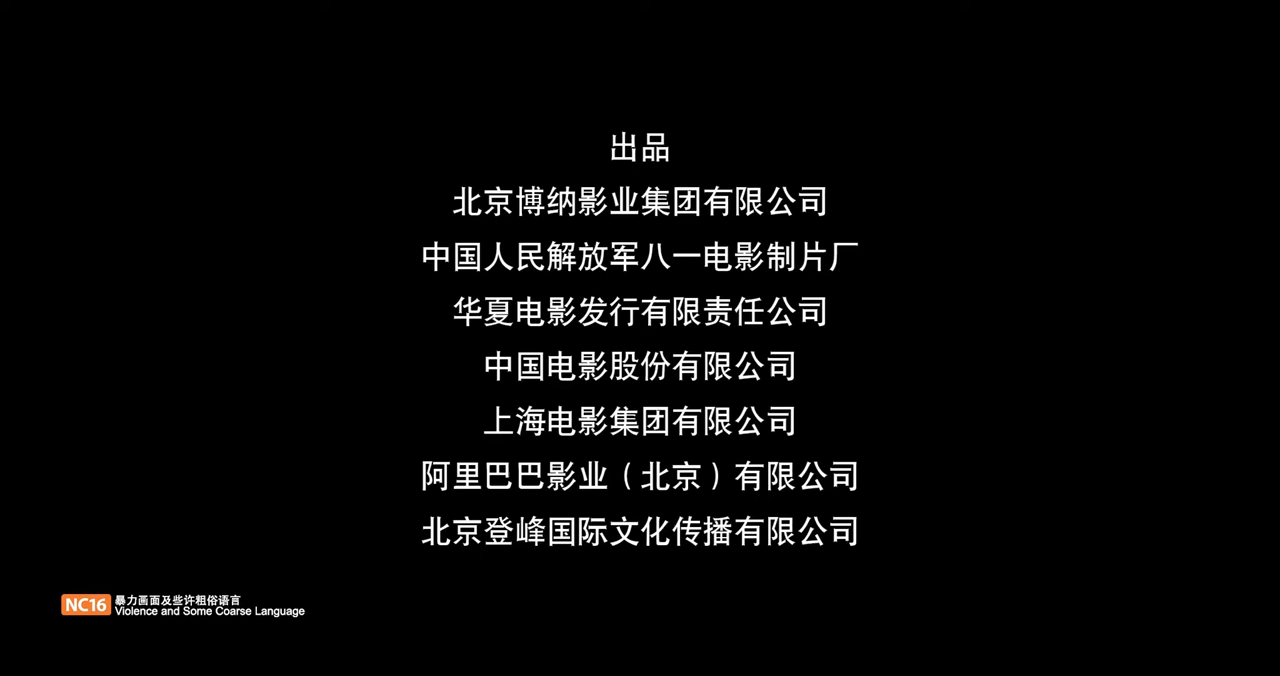 出品
北京博纳影业集团有限公司
中国人民解放军八一电影制片厂
华夏电影发行有限责任公司
中国电影股份有限公司
上海电影集团有限公司
阿里巴巴影业（北京）有限公司
北京登峰国际文化传播有限公司
NC16 暴力画面及些许粗俗语言
Violence and Some Coarse Language